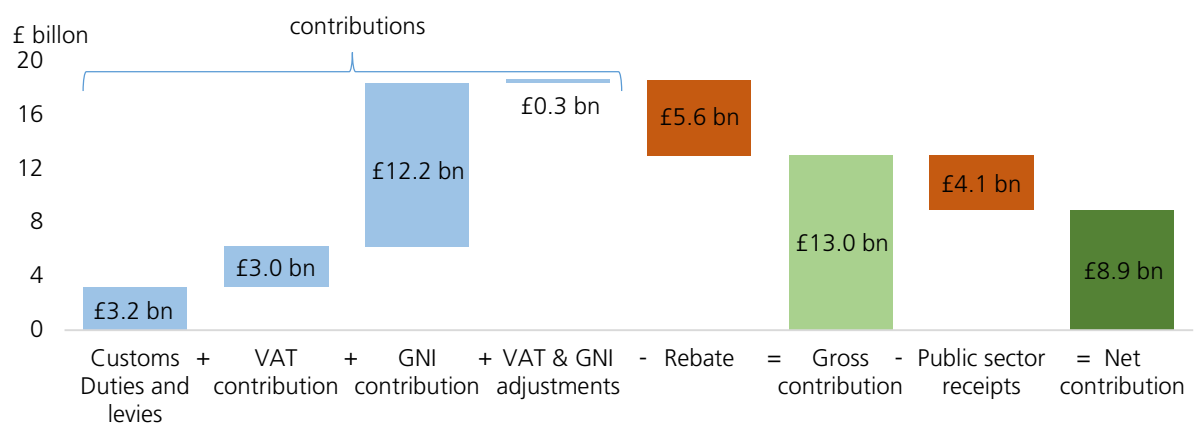 contributions
£ billon
20
16
12
8
4
0
£3.2 bn
£3.0 bn
£12.2 bn
£0.3 bn
£5.6 bn
£13.0 bn
£4.1 bn
£8.9 bn
Customs + VAT + GNI + VAT & GNI - Rebate = Gross - Public sector = Net
Duties and contribution contribution adjustments contribution receipts contribution
levies